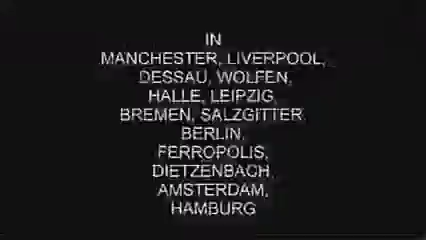 IN
MANCHESTER, LIVERPOOL,
DESSAU, WOLFEN,
HALLE, LEIPZIG,
BREMEN, SALZGITTER
BERLIN,
FERROPOLIS,
DIETZENBACH,
AMSTERDAM,
HAMBURG